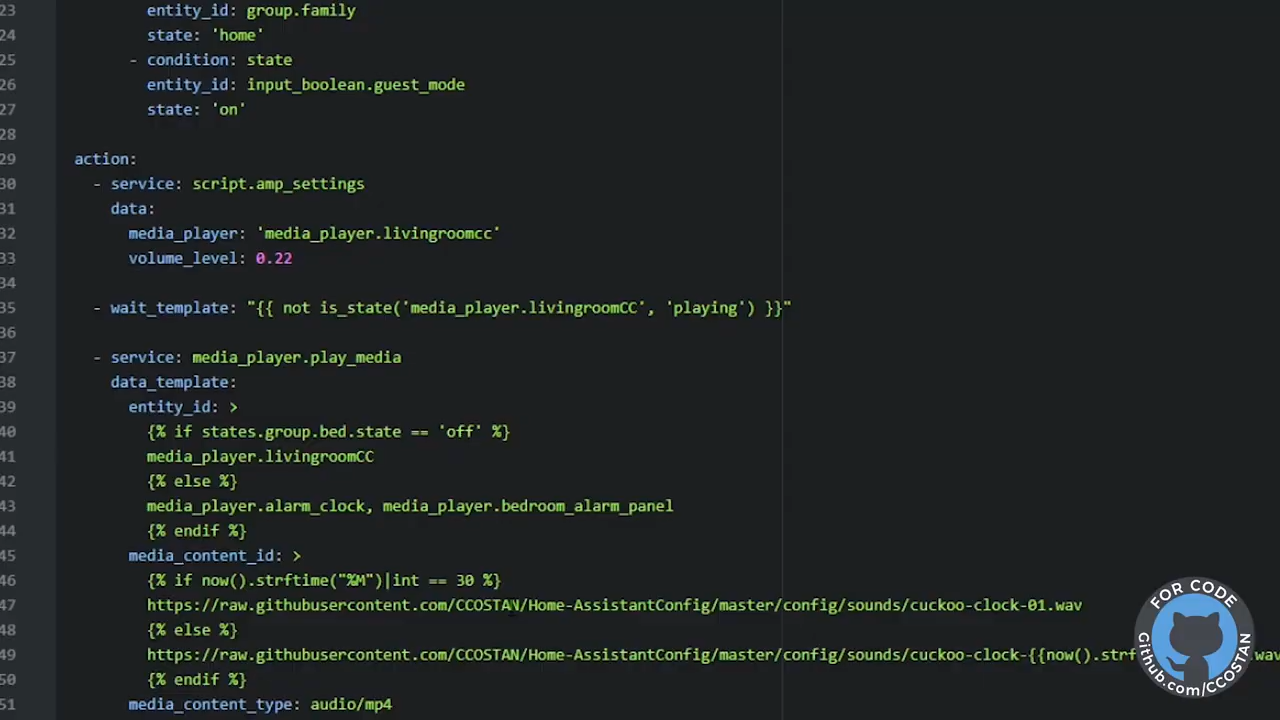 23 entity_id: group.family
24 state: 'home'
25 - condition: state
26 entity_id: input_boolean.guest_mode
27 state: 'on'
28
29 action:
30 - service: script.amp_settings
31 data:
32 media_player: 'media_player.livingroomcc'
33 volume_level: 0.22
34
35 - wait_template: "{{ not is_state('media_player.livingroomCC', 'playing') }}"
36
37 - service: media_player.play_media
38 data_template:
39 entity_id: >
40 {% if states.group.bed.state == 'off' %}
41 media_player.livingroomCC
42 {% else %}
43 media_player.alarm_clock, media_player.bedroom_alarm_panel
44 {% endif %}
45 media_content_id: >
46 {% if now().strftime("%M")|int == 30 %}
47 https://raw.githubusercontent.com/CCOSTAN/Home-AssistantConfig/master/config/sounds/cuckoo-clock-01.wav
48 {% else %}
49 https://raw.githubusercontent.com/CCOSTAN/Home-AssistantConfig/master/config/sounds/cuckoo-clock-{{now().strf wav
50 {% endif %}
51 media_content_type: audio/mp4
FOR CODE
Github.com/CCOSTAN